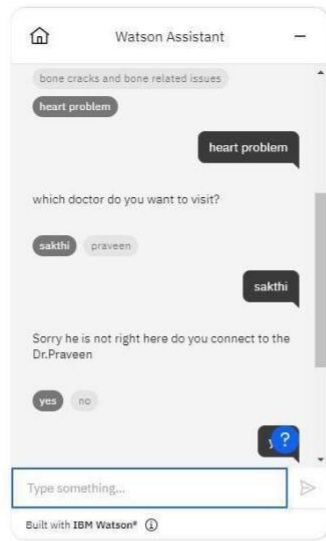 Watson Assistant
bone cracks and bone related issues
heart problem
heart problem
which doctor do you want to visit?
sakthi praveen
sakthi
Sorry he is not right here do you connect to the
Dr.Praveen
yes no
?
Type something...
Built with IBM Watson®